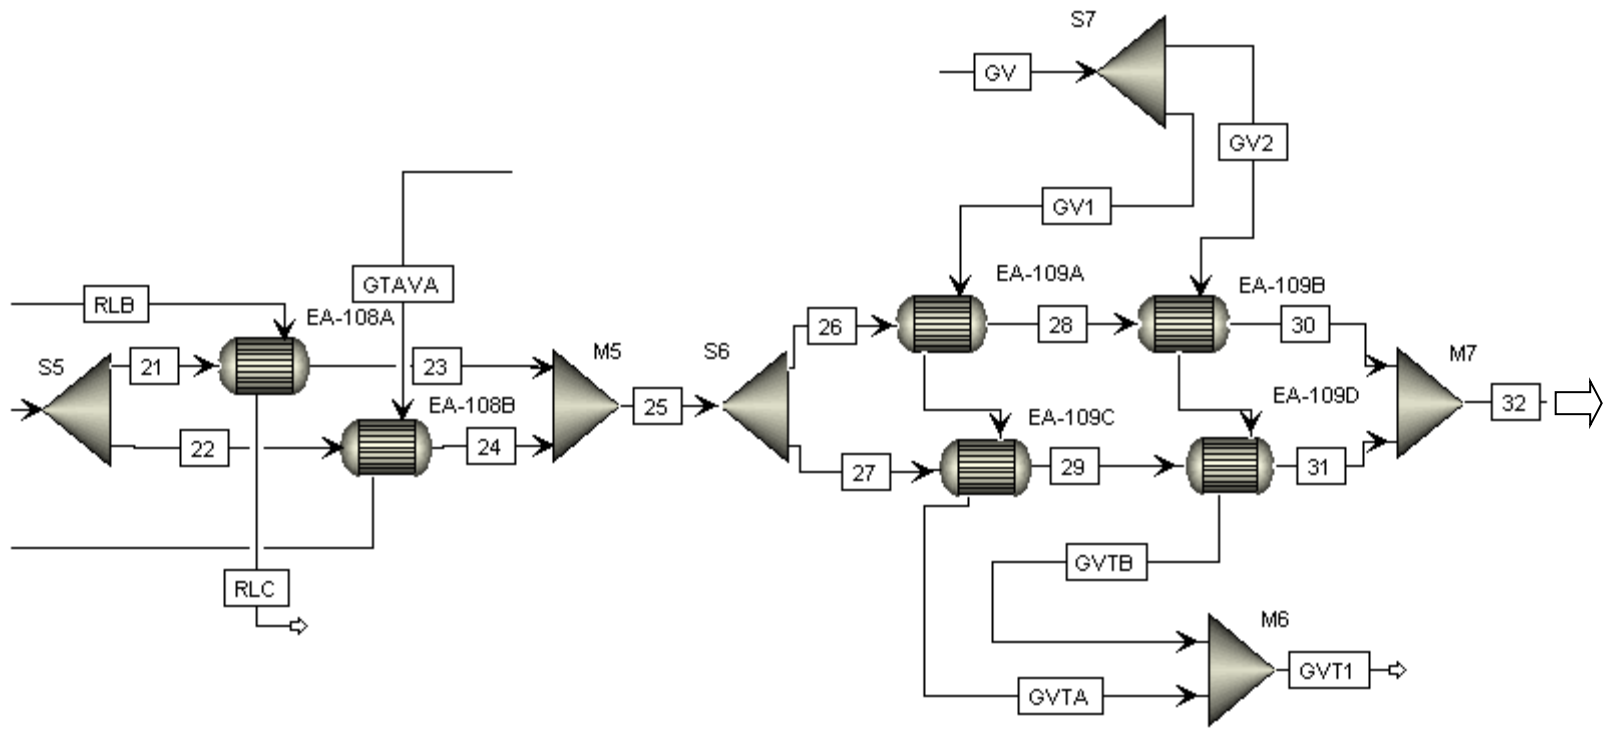 S7
GV
GV2
GV1
GTAVA
EA-109A
EA-109B
RLB
EA-108A
26
28
30
S5
21
23
M5
S6
M7
EA-108B
25
EA-109C
EA-109D
32
22
24
27
29
31
RLC
GVTB
M6
GVTA
GVT1